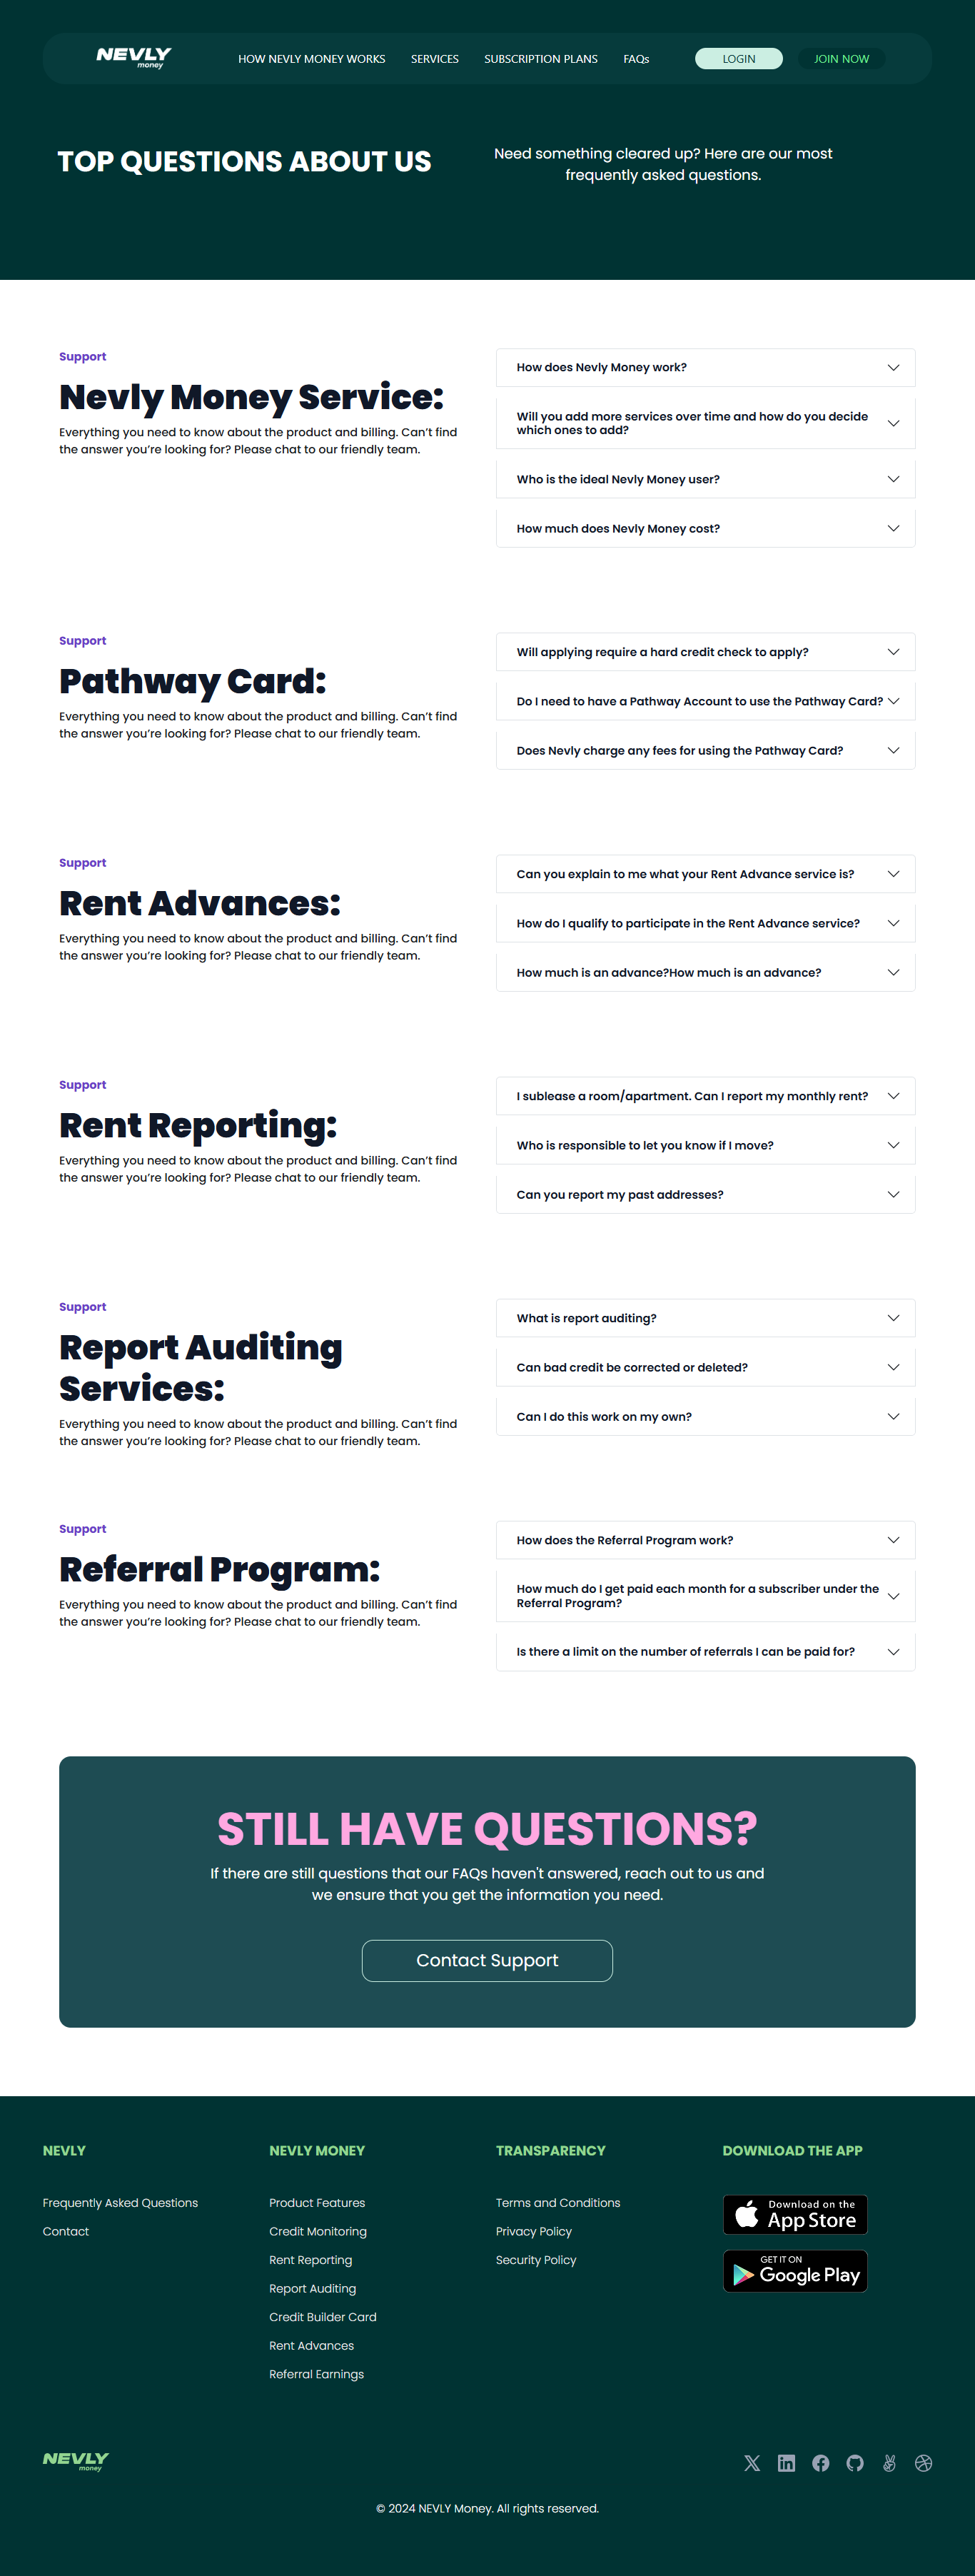 NEVLY
money
HOW NEVLY MONEY WORKS
SERVICES
SUBSCRIPTION PLANS
FAQs
LOGIN
JOIN NOW
TOP QUESTIONS ABOUT US
Need something cleared up? Here are our most
frequently asked questions.
Support
Nevly Money Service:
Everything you need to know about the product and billing. Can't find
the answer you're looking for? Please chat to our friendly team.
How does Nevly Money work?
Will you add more services over time and how do you decide
which ones to add?
Who is the ideal Nevly Money user?
How much does Nevly Money cost?
Support
Pathway Card:
Everything you need to know about the product and billing. Can't find
the answer you're looking for? Please chat to our friendly team.
Will applying require a hard credit check to apply?
Do I need to have a Pathway Account to use the Pathway Card?
Does Nevly charge any fees for using the Pathway Card?
Support
Rent Advances:
Everything you need to know about the product and billing. Can't find
the answer you're looking for? Please chat to our friendly team.
Can you explain to me what your Rent Advance service is?
How do I qualify to participate in the Rent Advance service?
How much is an advance?How much is an advance?
Support
Rent Reporting:
Everything you need to know about the product and billing. Can't find
the answer you're looking for? Please chat to our friendly team.
I sublease a room/apartment. Can I report my monthly rent?
Who is responsible to let you know if I move?
Can you report my past addresses?
Support
Report Auditing
Services:
Everything you need to know about the product and billing. Can't find
the answer you're looking for? Please chat to our friendly team.
What is report auditing?
Can bad credit be corrected or deleted?
Can I do this work on my own?
Support
Referral Program:
Everything you need to know about the product and billing. Can't find
the answer you're looking for? Please chat to our friendly team.
How does the Referral Program work?
How much do I get paid each month for a subscriber under the
Referral Program?
Is there a limit on the number of referrals I can be paid for?
STILL HAVE QUESTIONS?
If there are still questions that our FAQs haven't answered, reach out to us and
we ensure that you get the information you need.
Contact Support
NEVLY
Frequently Asked Questions
Contact
NEVLY MONEY
Product Features
Credit Monitoring
Rent Reporting
Report Auditing
Credit Builder Card
Rent Advances
Referral Earnings
TRANSPARENCY
Terms and Conditions
Privacy Policy
Security Policy
DOWNLOAD THE APP
Download on the
App Store
GET IT ON
Google Play
NEVLY
money
© 2024 NEVLY Money. All rights reserved.